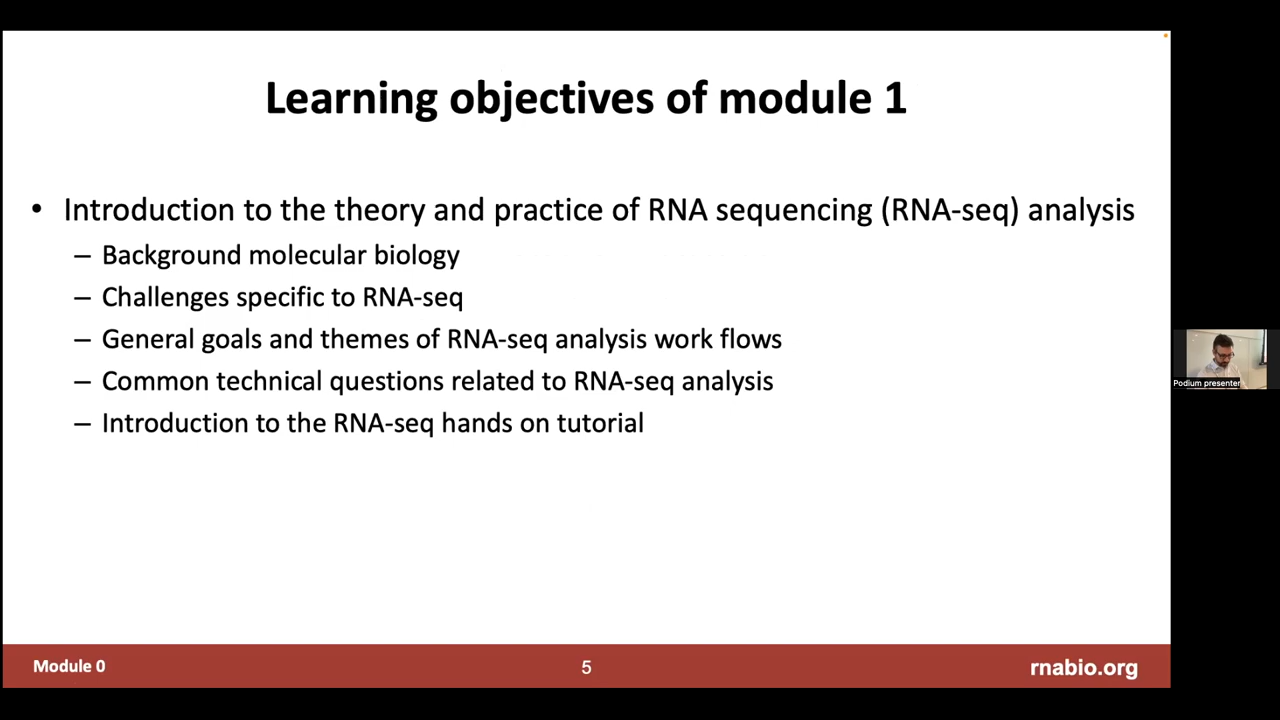 Learning objectives of module 1
• Introduction to the theory and practice of RNA sequencing (RNA-seq) analysis
– Background molecular biology
– Challenges specific to RNA-seq
– General goals and themes of RNA-seq analysis work flows
– Common technical questions related to RNA-seq analysis
– Introduction to the RNA-seq hands on tutorial
Podium presenter
Module 0
5
rnabio.org